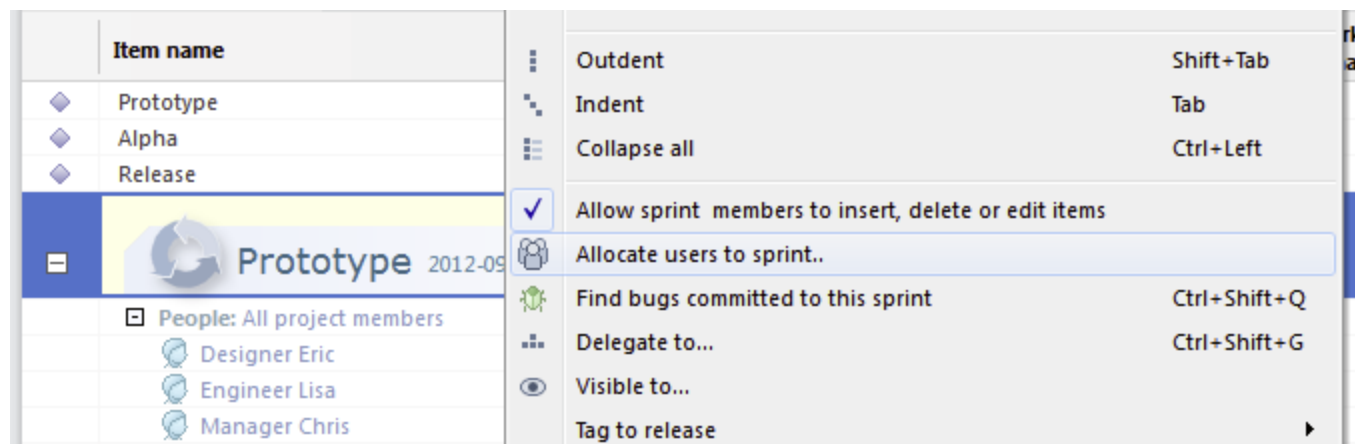 Item name
Prototype
Alpha
Release
Prototype 2012-09
People: All project members
Designer Eric
Engineer Lisa
Manager Chris
Outdent Shift+Tab
Indent Tab
Collapse all Ctrl+Left
Allow sprint members to insert, delete or edit items
Allocate users to sprint..
Find bugs committed to this sprint Ctrl+Shift+Q
Delegate to... Ctrl+Shift+G
Visible to...
Tag to release